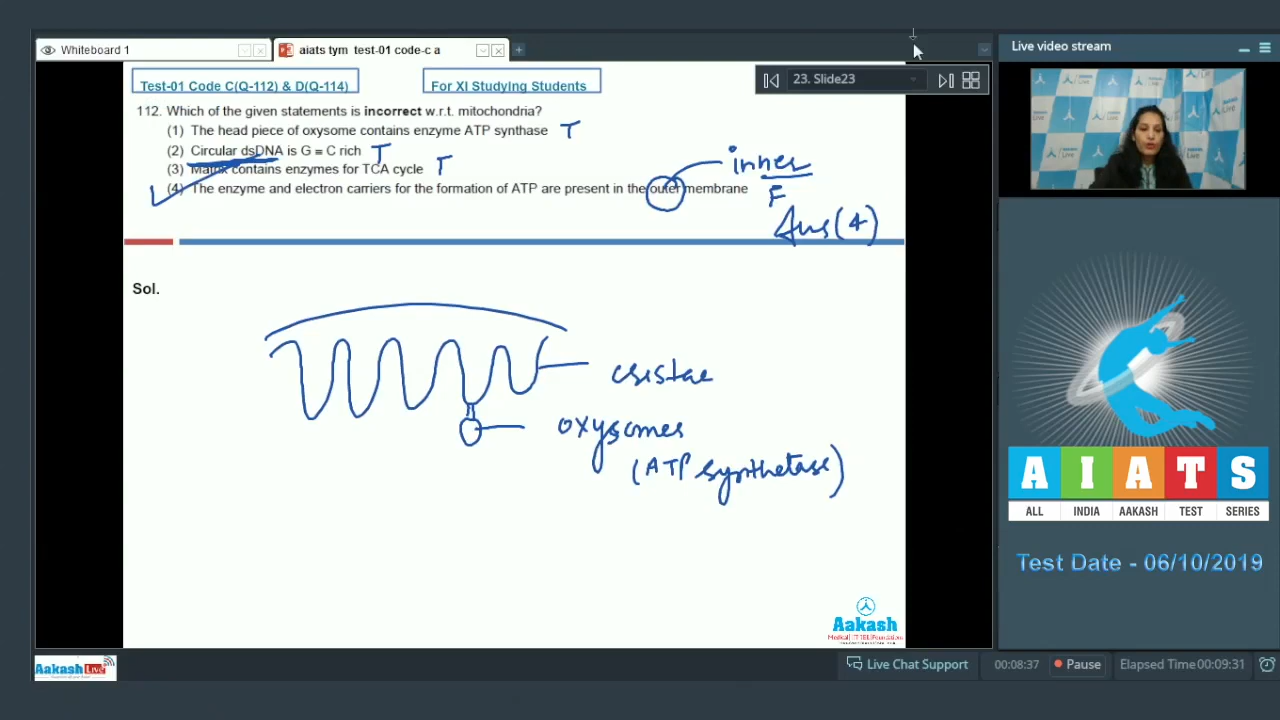 Whiteboard 1
aiats tym test-01 code-c a
Live video stream
Test-01 Code C(Q-112) & D(Q-114)
For XI Studying Students
23. Slide23
112. Which of the given statements is incorrect w.r.t. mitochondria?
(1) The head piece of oxysome contains enzyme ATP synthase T
(2) Circular dsDNA is G ≡ C rich T
(3) Matrix contains enzymes for TCA cycle T
inner
(4) The enzyme and electron carriers for the formation of ATP are present in the outer membrane
F
Ans (4)
Sol.
cristae
oxysomes
(ATP synthetase)
Aakash
AIATS
ALL INDIA AAKASH TEST SERIES
Test Date - 06/10/2019
Aakash Live
Live Chat Support
00:08:37
Pause
Elapsed Time 00:09:31